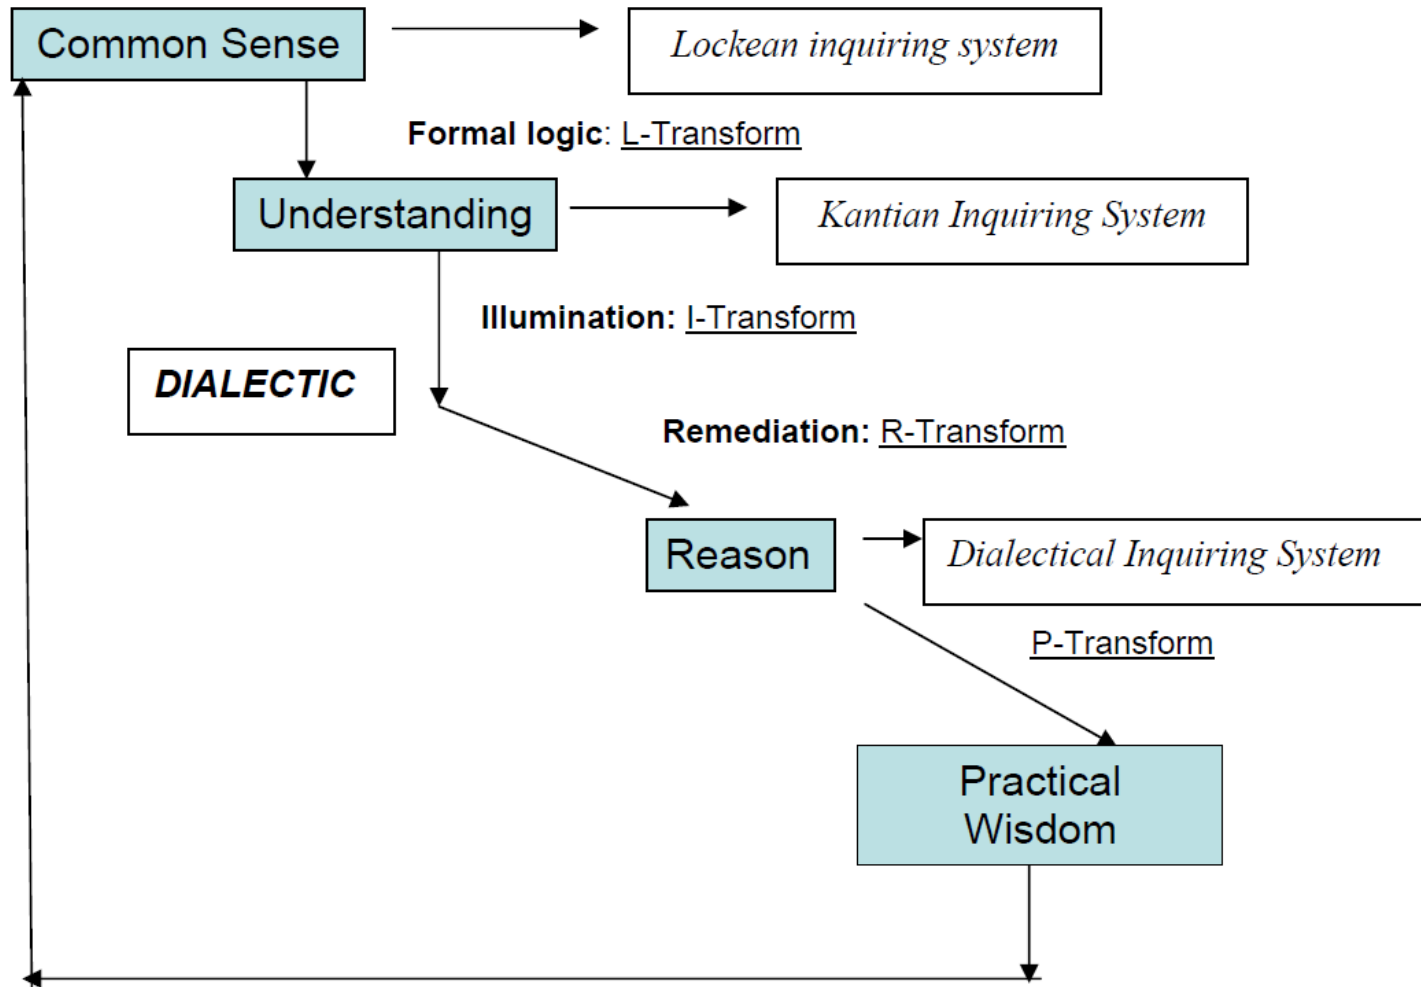 Common Sense
Lockean inquiring system
Formal logic: L-Transform
Understanding
Kantian Inquiring System
Illumination: I-Transform
DIALECTIC
Remediation: R-Transform
Reason
Dialectical Inquiring System
P-Transform
Practical
Wisdom